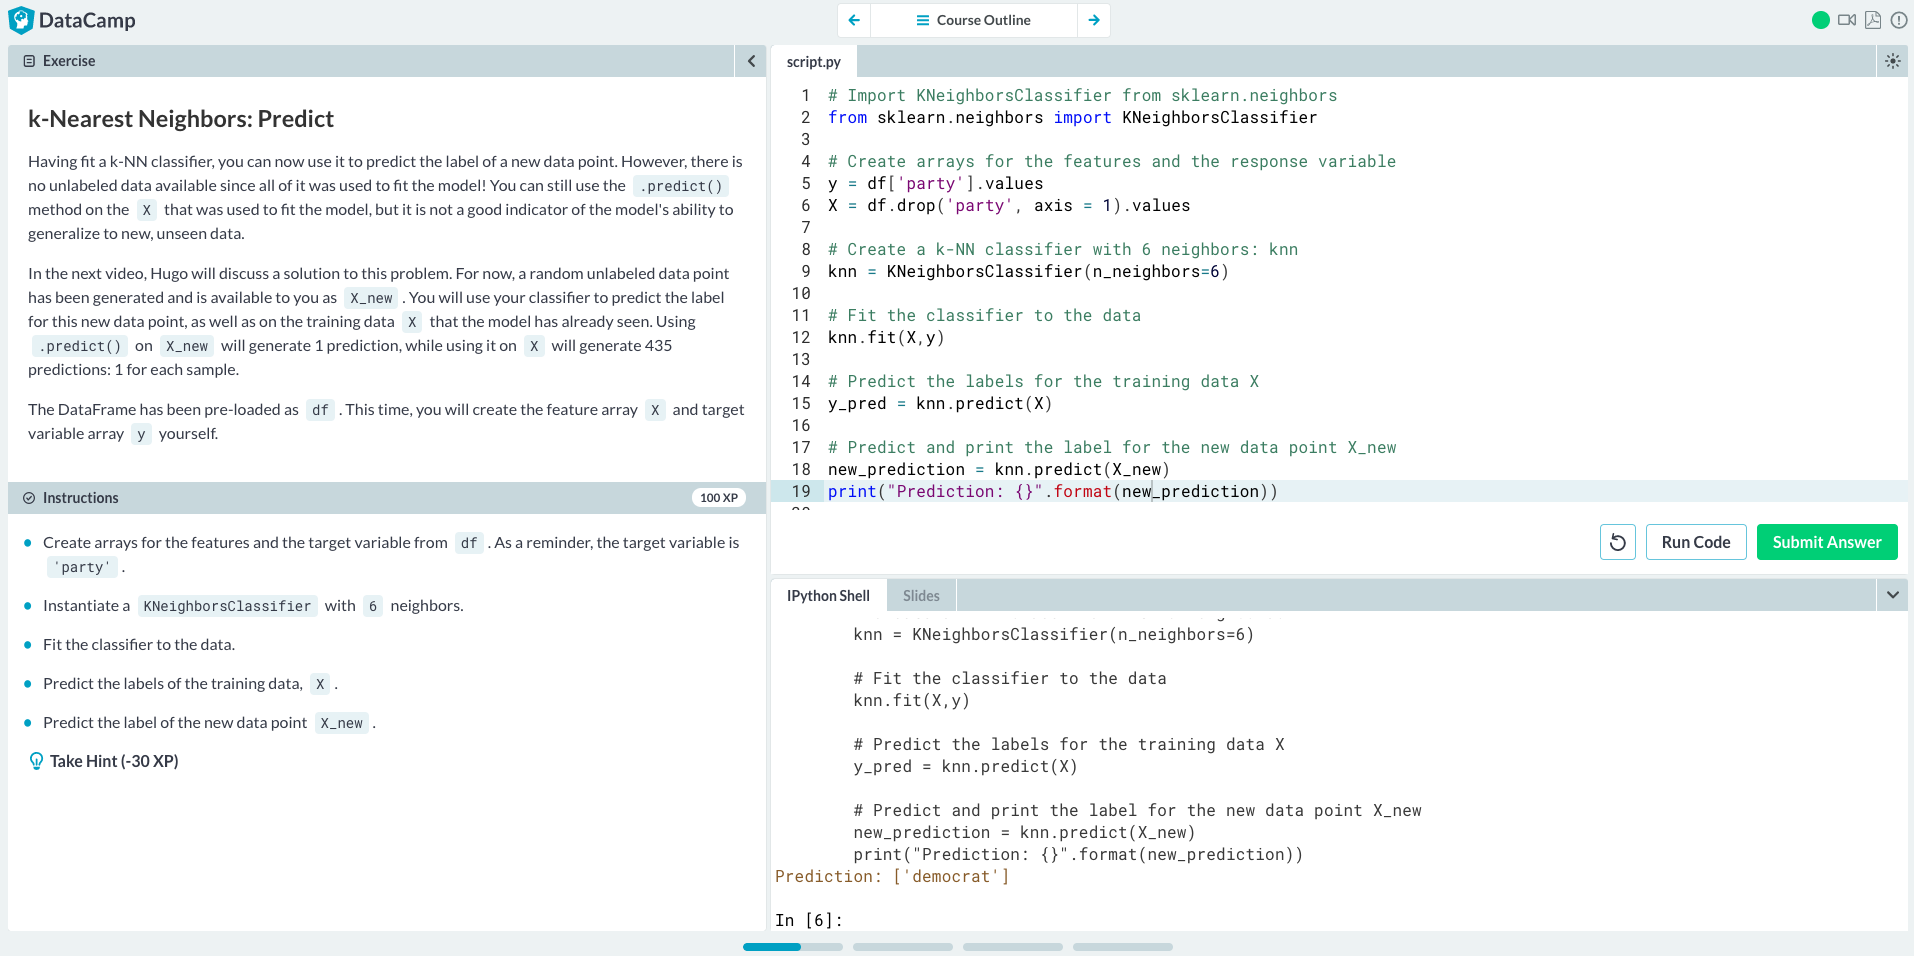 DataCamp
Course Outline
Exercise
k-Nearest Neighbors: Predict
Having fit a k-NN classifier, you can now use it to predict the label of a new data point. However, there is
no unlabeled data available since all of it was used to fit the model! You can still use the .predict()
method on the X that was used to fit the model, but it is not a good indicator of the model's ability to
generalize to new, unseen data.
In the next video, Hugo will discuss a solution to this problem. For now, a random unlabeled data point
has been generated and is available to you as X_new . You will use your classifier to predict the label
for this new data point, as well as on the training data X that the model has already seen. Using
.predict() on X_new will generate 1 prediction, while using it on X will generate 435
predictions: 1 for each sample.
The DataFrame has been pre-loaded as df . This time, you will create the feature array X and target
variable array y yourself.
Instructions
100 XP
Create arrays for the features and the target variable from df . As a reminder, the target variable is
'party' .
Instantiate a KNeighborsClassifier with 6 neighbors.
Fit the classifier to the data.
Predict the labels of the training data, X .
Predict the label of the new data point X_new .
Take Hint (-30 XP)
script.py
1 # Import KNeighborsClassifier from sklearn.neighbors
2 from sklearn.neighbors import KNeighborsClassifier
3
4 # Create arrays for the features and the response variable
5 y = df['party'].values
6 X = df.drop('party', axis = 1).values
7
8 # Create a k-NN classifier with 6 neighbors: knn
9 knn = KNeighborsClassifier(n_neighbors=6)
10
11 # Fit the classifier to the data
12 knn.fit(X,y)
13
14 # Predict the labels for the training data X
15 y_pred = knn.predict(X)
16
17 # Predict and print the label for the new data point X_new
18 new_prediction = knn.predict(X_new)
19 print("Prediction: {}".format(new_prediction))
Run Code
Submit Answer
IPython Shell
Slides
knn = KNeighborsClassifier(n_neighbors=6)
# Fit the classifier to the data
knn.fit(X,y)
# Predict the labels for the training data X
y_pred = knn.predict(X)
# Predict and print the label for the new data point X_new
new_prediction = knn.predict(X_new)
print("Prediction: {}".format(new_prediction))
Prediction: ['democrat']
In [6]: